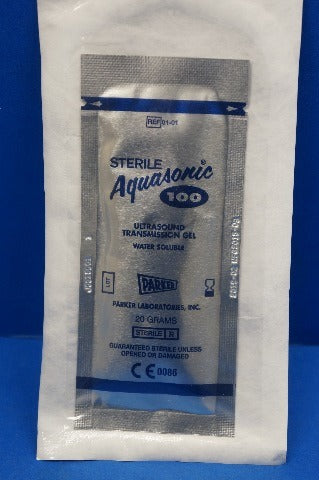 REF 01-01
STERILE
Aquasonic®
100
ULTRASOUND
TRANSMISSION GEL
WATER SOLUBLE
LOT
PARKER
PARKER LABORATORIES, INC.
20 GRAMS
STERILE R
GUARANTEED STERILE UNLESS
OPENED OR DAMAGED
CE 0086